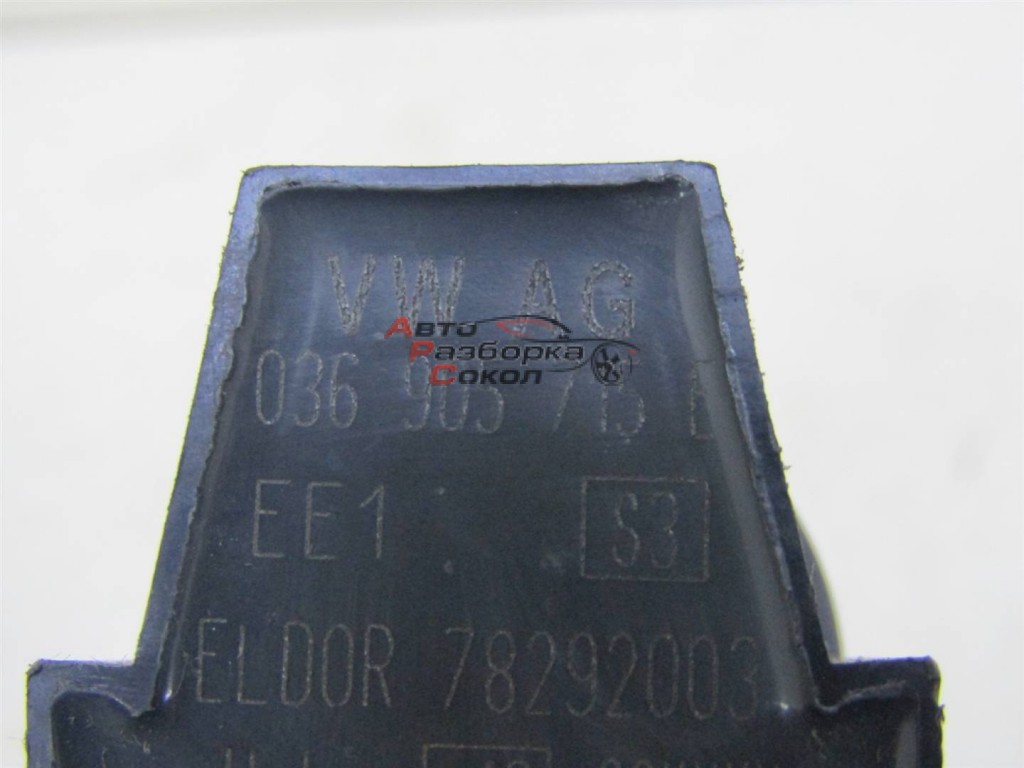 VW AG
Авто
Разборка
Сокол
036 905 715
EE1 S3
ELDOR 78292003